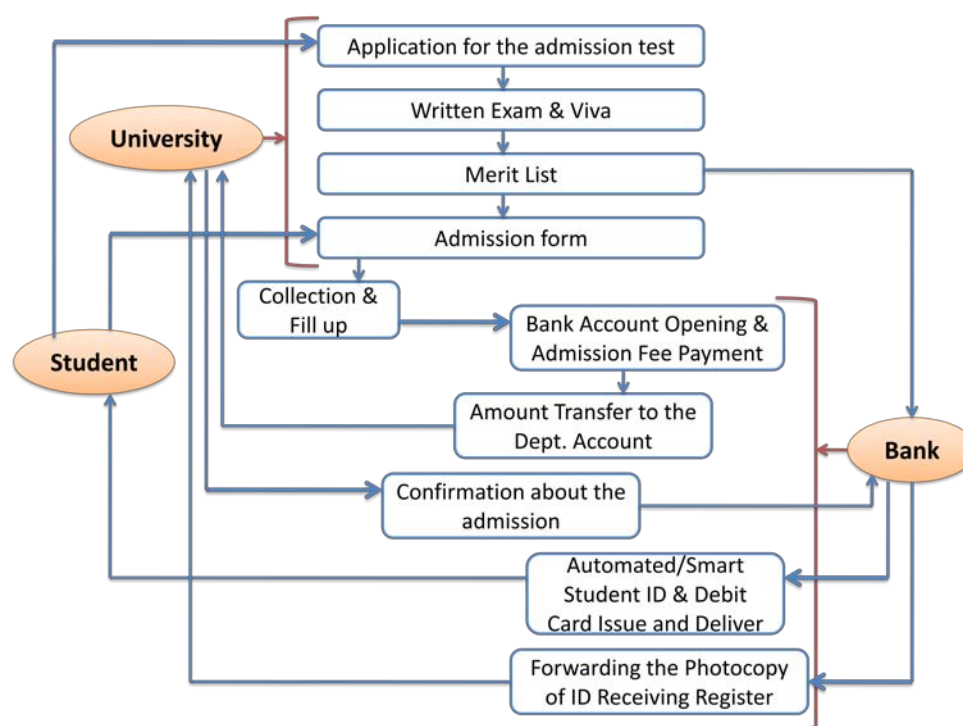 Application for the admission test
Written Exam & Viva
University
Merit List
Admission form
Collection &
Fill up
Bank Account Opening &
Admission Fee Payment
Student
Amount Transfer to the
Dept. Account
Bank
Confirmation about the
admission
Automated/Smart
Student ID & Debit
Card Issue and Deliver
Forwarding the Photocopy
of ID Receiving Register